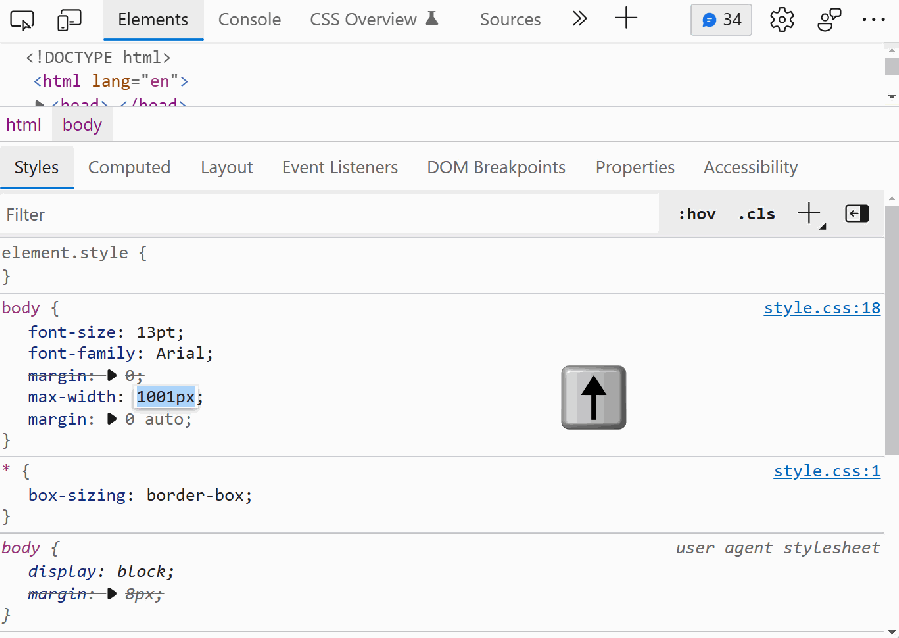 Elements Console CSS Overview Sources 34
<!DOCTYPE html>
<html lang="en">
<head> </head>
html body
Styles Computed Layout Event Listeners DOM Breakpoints Properties Accessibility
Filter :hov .cls
element.style {
}
body { style.css:18
font-size: 13pt;
font-family: Arial;
margin: 0;
max-width: 1001px;
margin: 0 auto;
}
* { style.css:1
box-sizing: border-box;
}
body { user agent stylesheet
display: block;
margin: 8px;
}